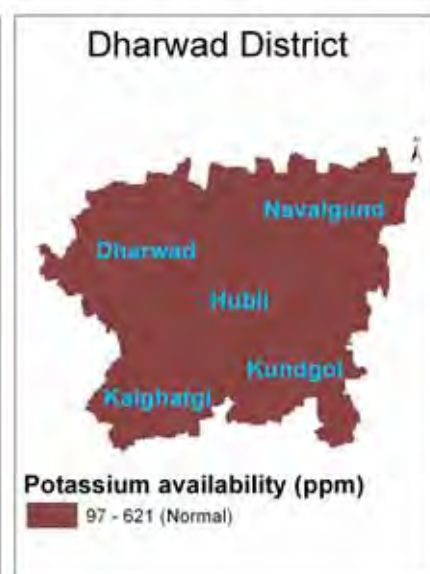 Dharwad District
Navalgund
Dharwad
Hubli
Kundgol
Kalghatgi
Potassium availability (ppm)
97 - 621 (Normal)